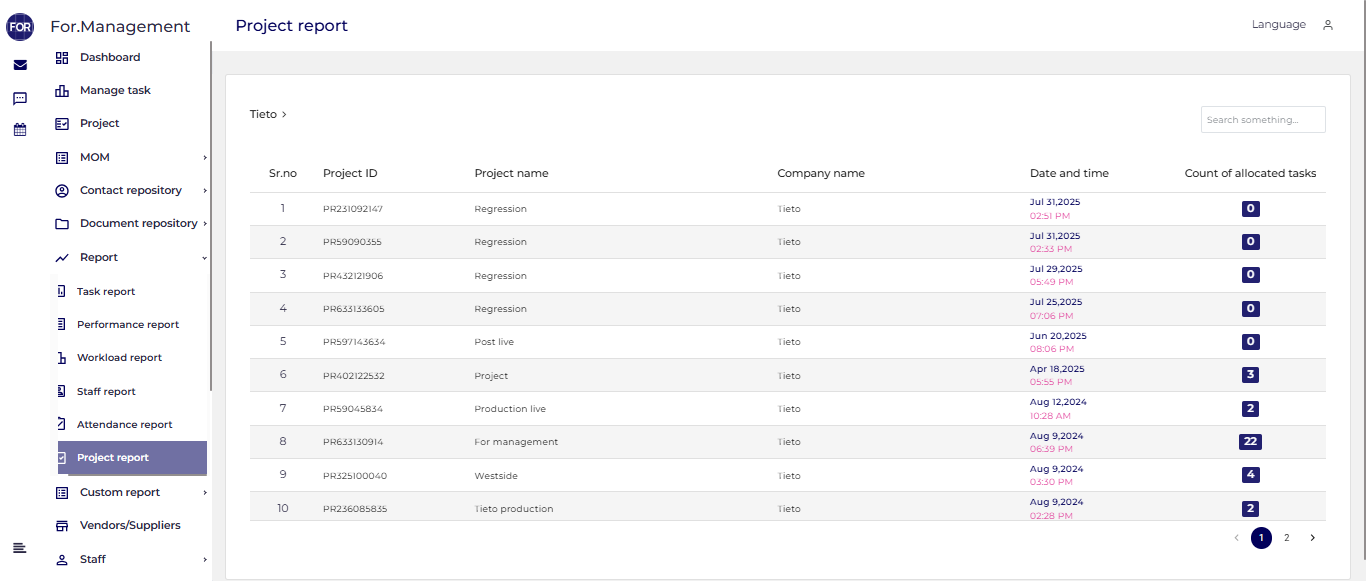 FOR For.Management
Project report
Language
Dashboard
Manage task
Project
MOM
Contact repository
Document repository
Report
Task report
Performance report
Workload report
Staff report
Attendance report
Project report
Custom report
Vendors/Suppliers
Staff
Tieto >
Search something...
Sr.no Project ID Project name Company name Date and time Count of allocated tasks
1 PR231092147 Regression Tieto Jul 31,2025 0
02:51 PM
2 PR59090355 Regression Tieto Jul 31,2025 0
02:33 PM
3 PR432121906 Regression Tieto Jul 29,2025 0
05:49 PM
4 PR633133605 Regression Tieto Jul 25,2025 0
07:06 PM
5 PR597143634 Post live Tieto Jun 20,2025 0
08:06 PM
6 PR402122532 Project Tieto Apr 18,2025 3
05:55 PM
7 PR59045834 Production live Tieto Aug 12,2024 2
10:28 AM
8 PR633130914 For management Tieto Aug 9,2024 22
06:39 PM
9 PR325100040 Westside Tieto Aug 9,2024 4
03:30 PM
10 PR236085835 Tieto production Tieto Aug 9,2024 2
02:28 PM
< 1 2 >